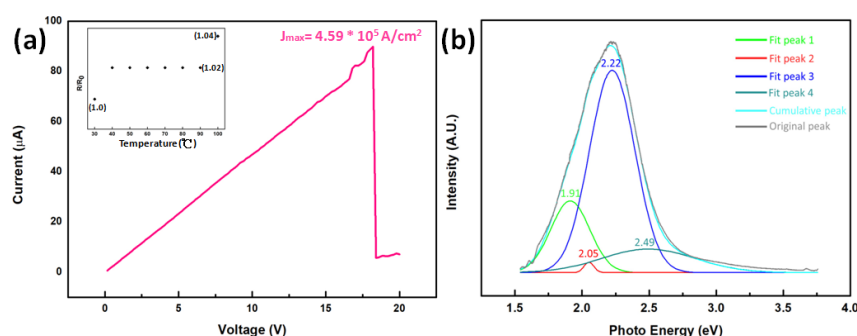 (a)
Jmax= 4.59 * 10⁵ A/cm²
(1.04)
(1.02)
(1.0)
R/R₀
30 40 50 60 70 80 90 100
Temperature(℃)
100
80
60
40
20
0
Current (μA)
0 5 10 15 20
Voltage (V)
(b)
Fit peak 1
Fit peak 2
Fit peak 3
Fit peak 4
Cumulative peak
Original peak
2.22
1.91
2.05
2.49
Intensity (A.U.)
1.5 2.0 2.5 3.0 3.5 4.0
Photo Energy (eV)